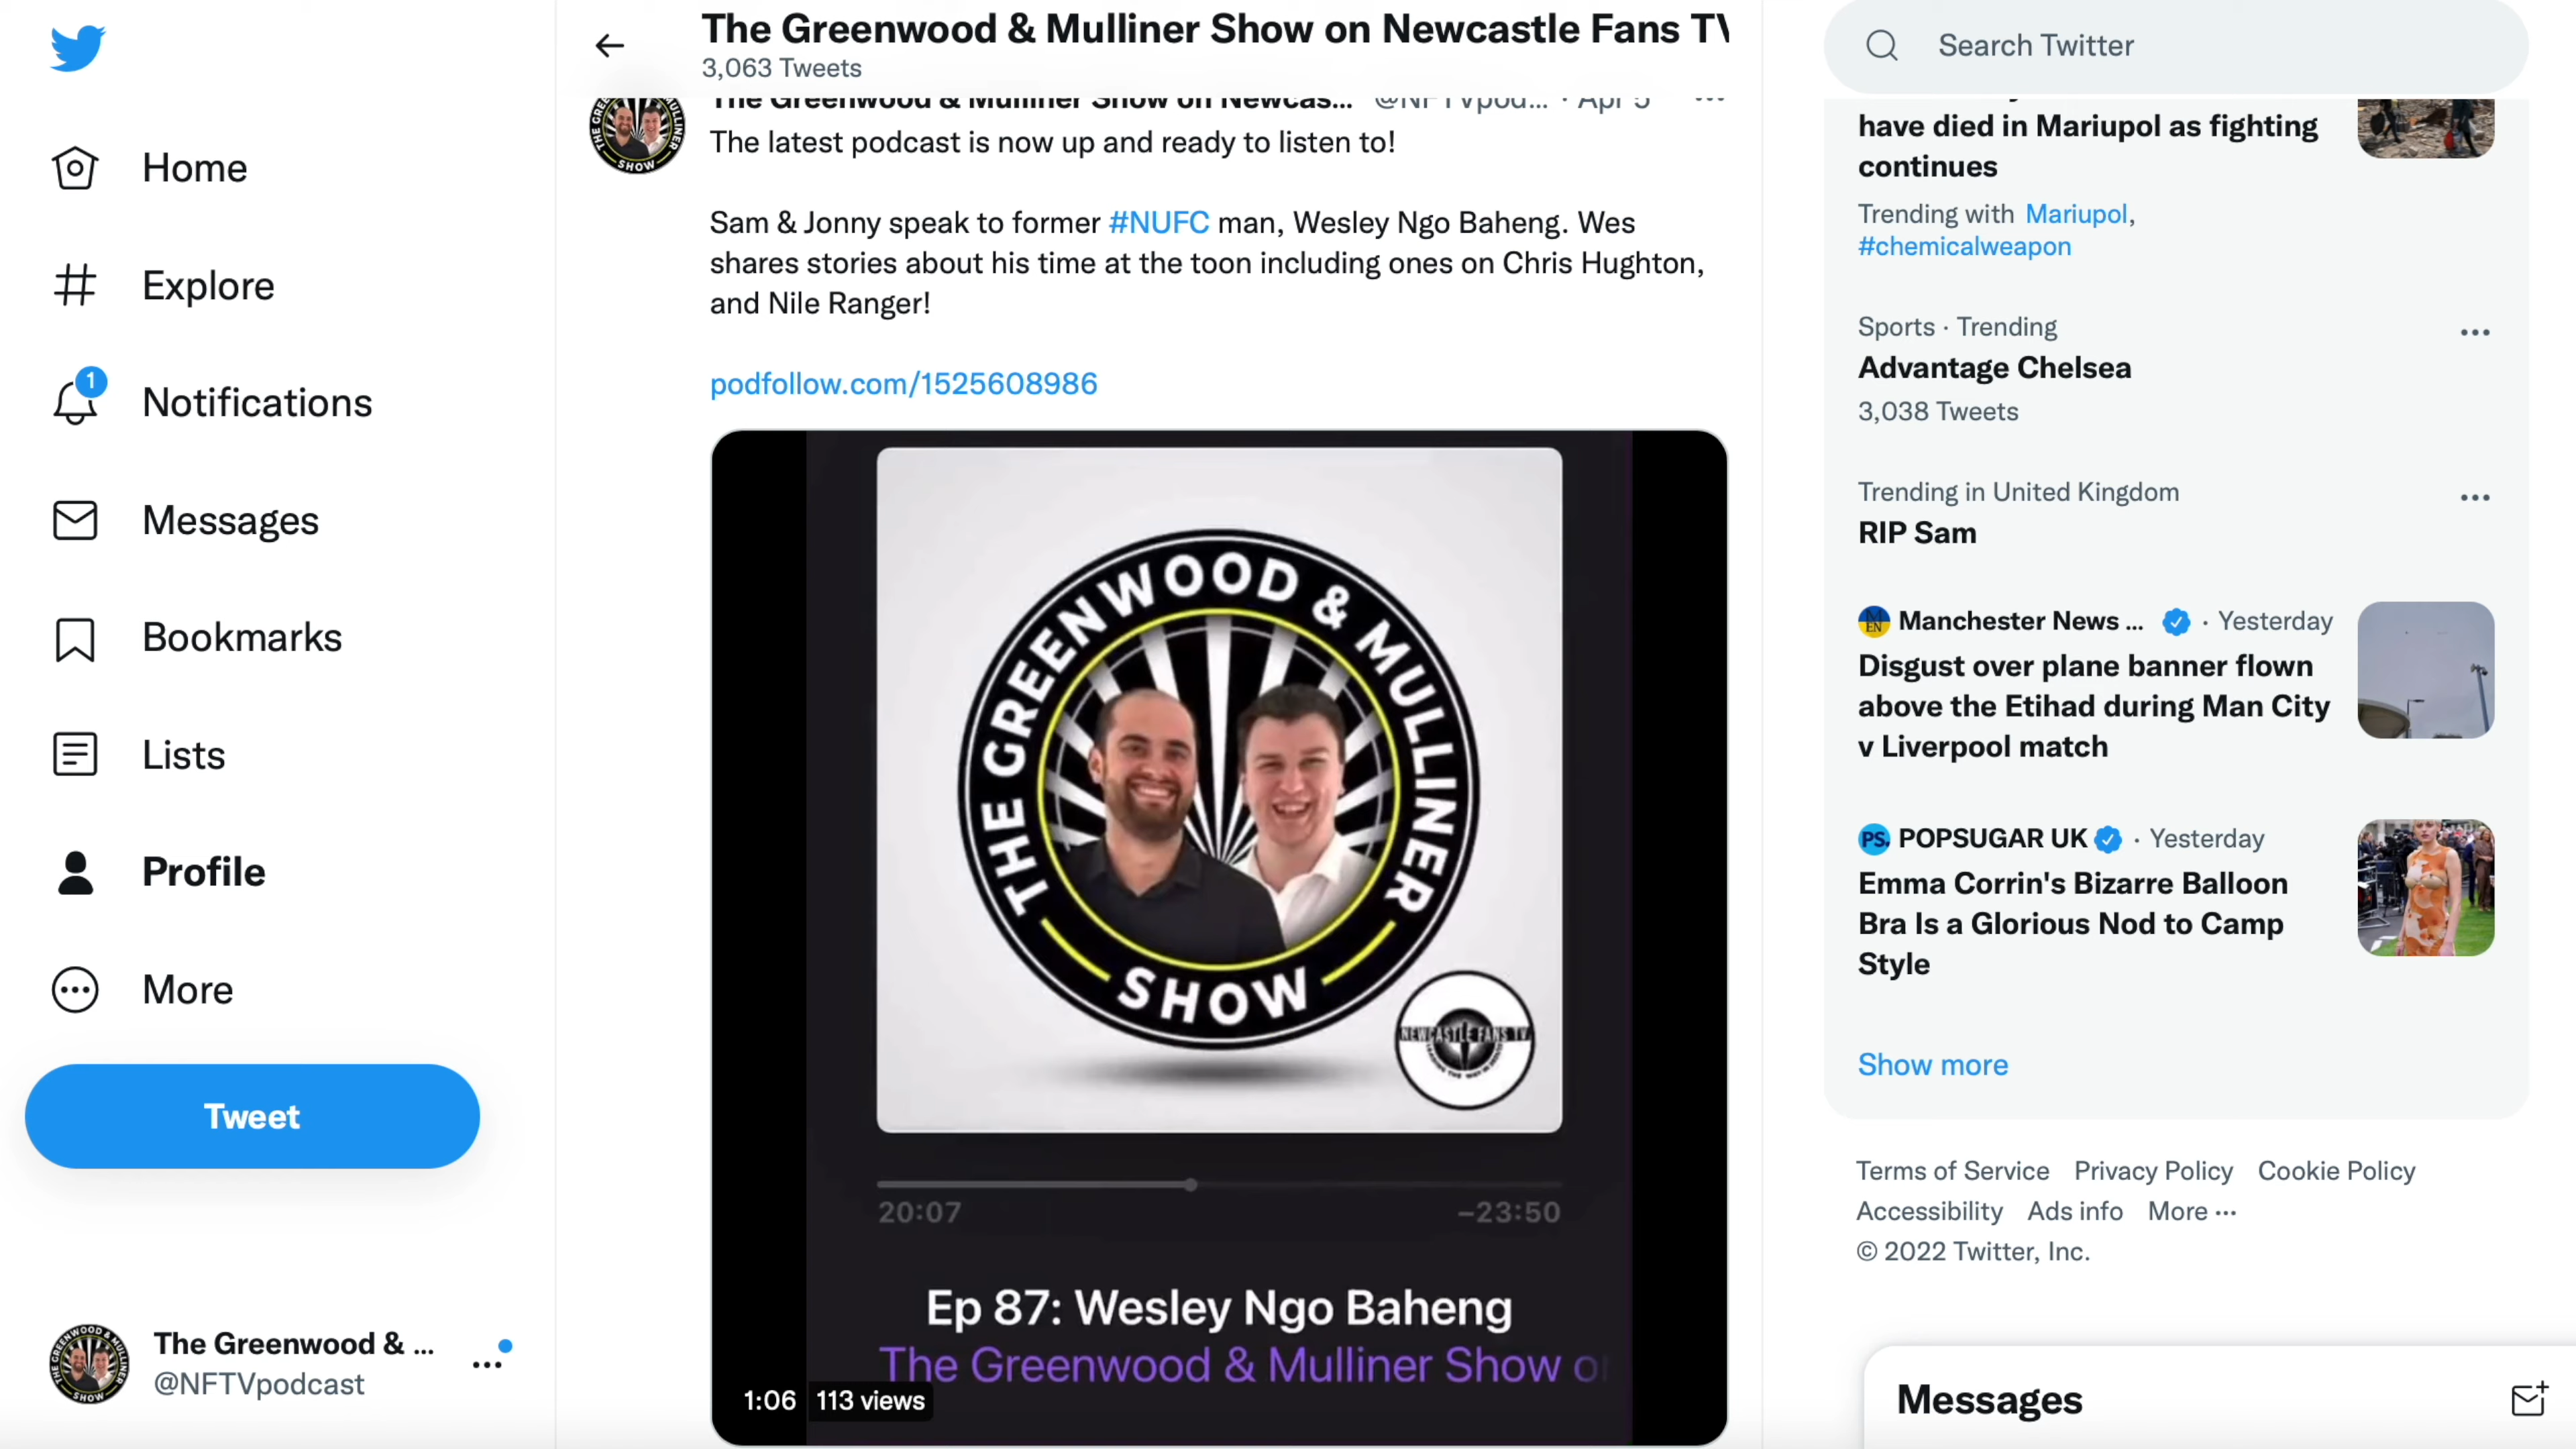 Home
Explore
1
Notifications
Messages
Bookmarks
Lists
Profile
More
Tweet
The Greenwood & ...
@NFTVpodcast
The Greenwood & Mulliner Show on Newcastle Fans TV
3,063 Tweets
The Greenwood & Mulliner Show on Newcas... @NFTVpod... · Apr 5
The latest podcast is now up and ready to listen to!
Sam & Jonny speak to former #NUFC man, Wesley Ngo Baheng. Wes
shares stories about his time at the toon including ones on Chris Hughton,
and Nile Ranger!
podfollow.com/1525608986
THE GREENWOOD & MULLINER
SHOW
NEWCASTLE FANS TV
20:07
-23:50
Ep 87: Wesley Ngo Baheng
The Greenwood & Mulliner Show on
1:06
113 views
Search Twitter
have died in Mariupol as fighting
continues
Trending with Mariupol,
#chemicalweapon
Sports · Trending
Advantage Chelsea
3,038 Tweets
Trending in United Kingdom
RIP Sam
Manchester News ... · Yesterday
Disgust over plane banner flown
above the Etihad during Man City
v Liverpool match
PS. POPSUGAR UK · Yesterday
Emma Corrin's Bizarre Balloon
Bra Is a Glorious Nod to Camp
Style
Show more
Terms of Service Privacy Policy Cookie Policy
Accessibility Ads info More ...
© 2022 Twitter, Inc.
Messages